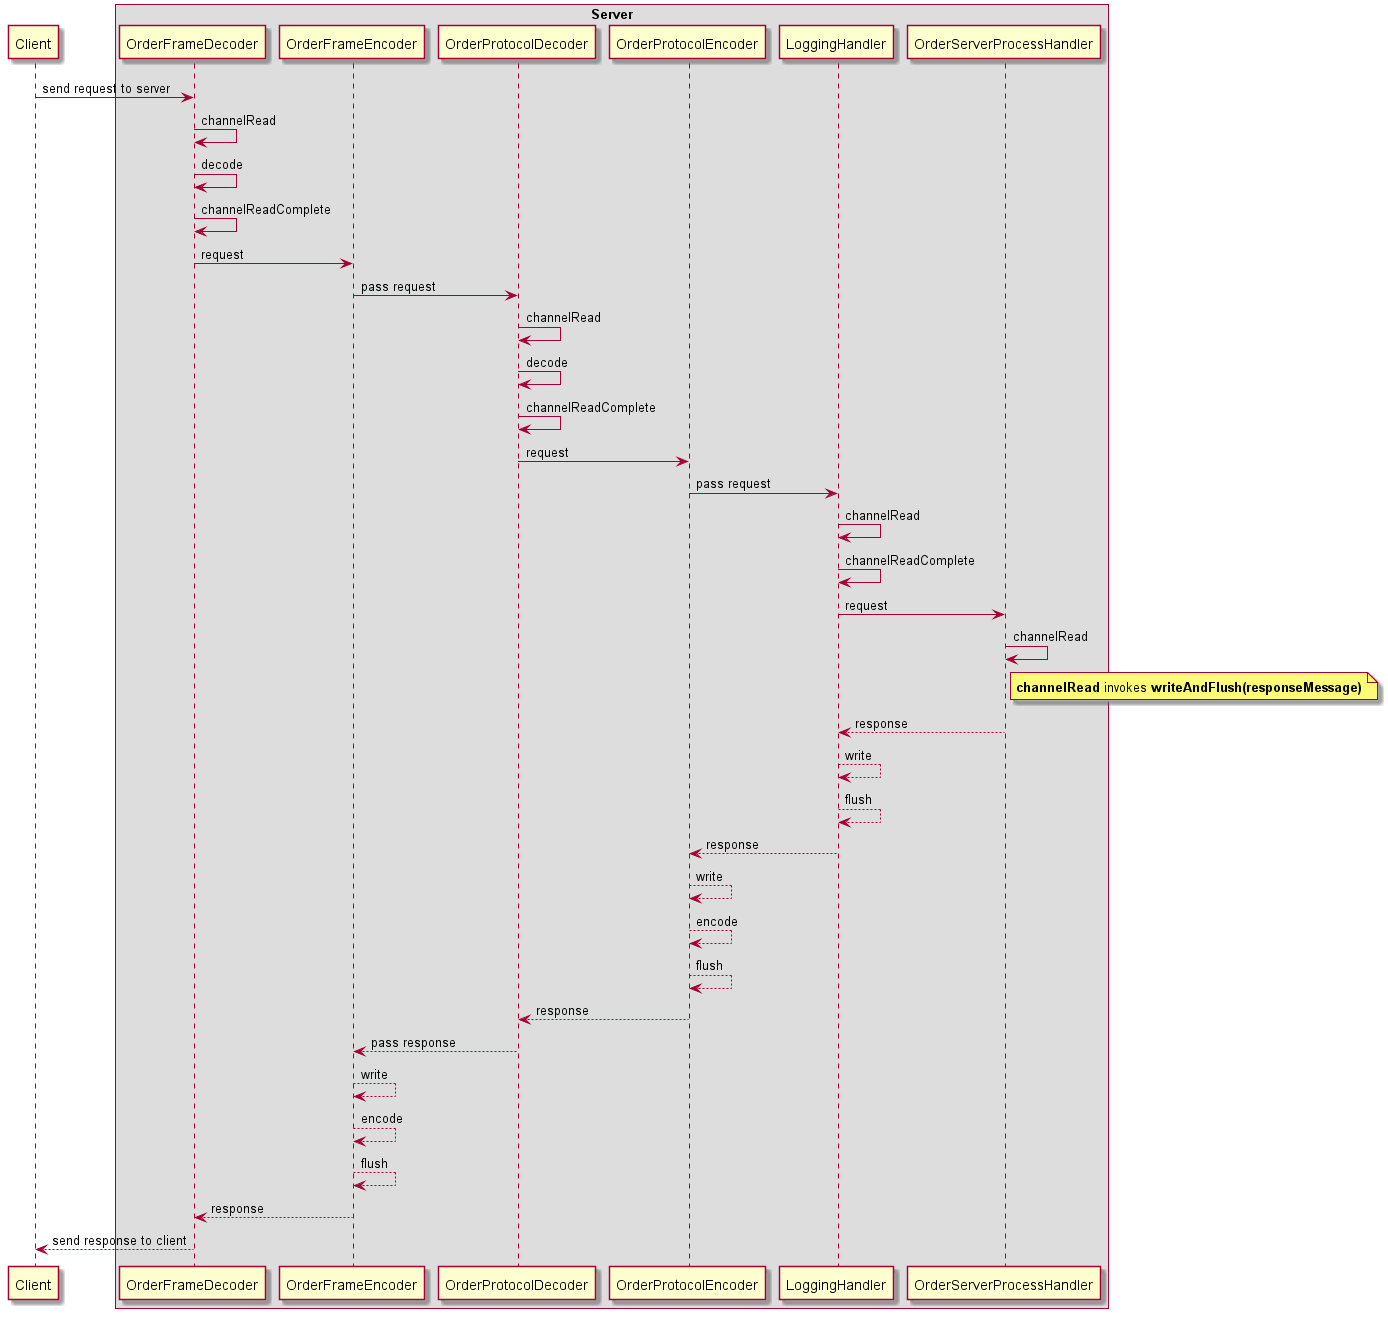 Server
Client
OrderFrameDecoder
OrderFrameEncoder
OrderProtocolDecoder
OrderProtocolEncoder
LoggingHandler
OrderServerProcessHandler
send request to server
channelRead
decode
channelReadComplete
request
pass request
channelRead
decode
channelReadComplete
request
pass request
channelRead
channelReadComplete
request
channelRead
channelRead invokes writeAndFlush(responseMessage)
response
write
flush
response
write
encode
flush
response
pass response
write
encode
flush
response
send response to client
Client
OrderFrameDecoder
OrderFrameEncoder
OrderProtocolDecoder
OrderProtocolEncoder
LoggingHandler
OrderServerProcessHandler